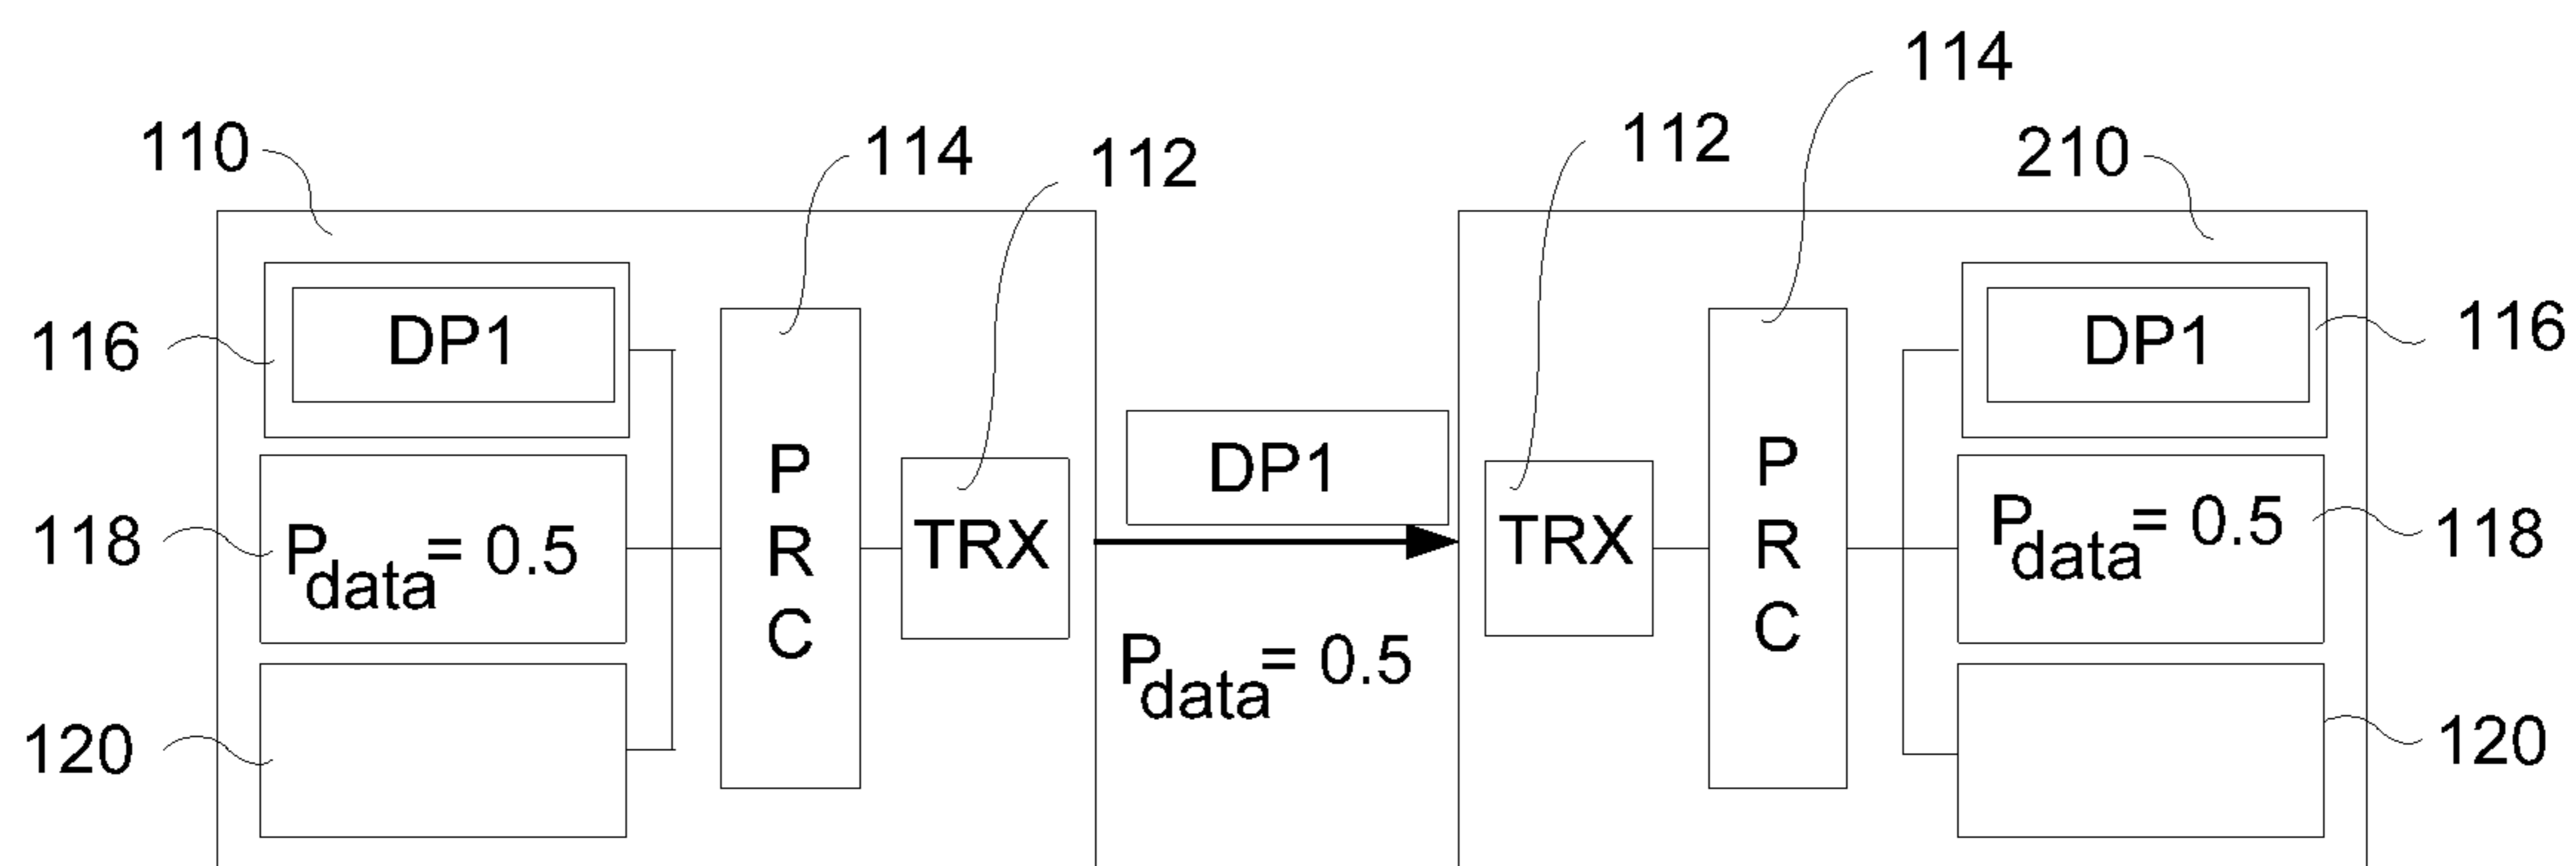 114
110
114
112
112
210
116
DP1
DP1
116
DP1
P
R
C
TRX
P
R
C
TRX
118
Pdata = 0.5
Pdata = 0.5
118
Pdata = 0.5
120
120